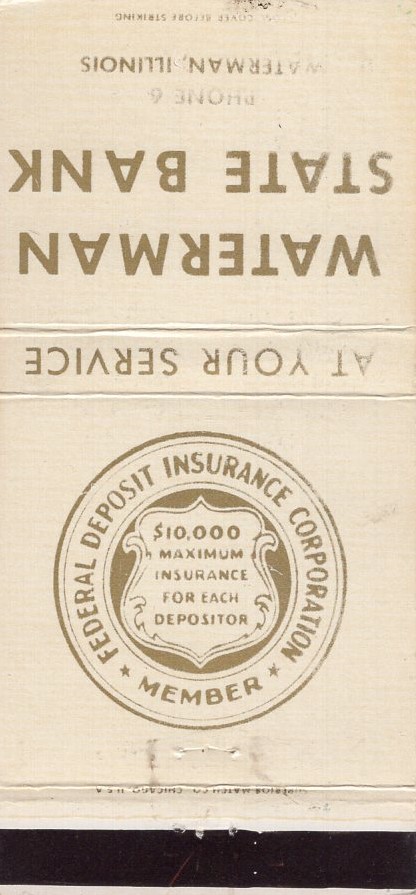 COVER BEFORE STRIKING
WATERMAN, ILLINOIS
PHONE 6
STATE BANK
WATERMAN
AT YOUR SERVICE
FEDERAL DEPOSIT INSURANCE CORPORATION
$10,000
MAXIMUM
INSURANCE
FOR EACH
DEPOSITOR
★ MEMBER ★
SUPERIOR MATCH CO. CHICAGO U.S.A